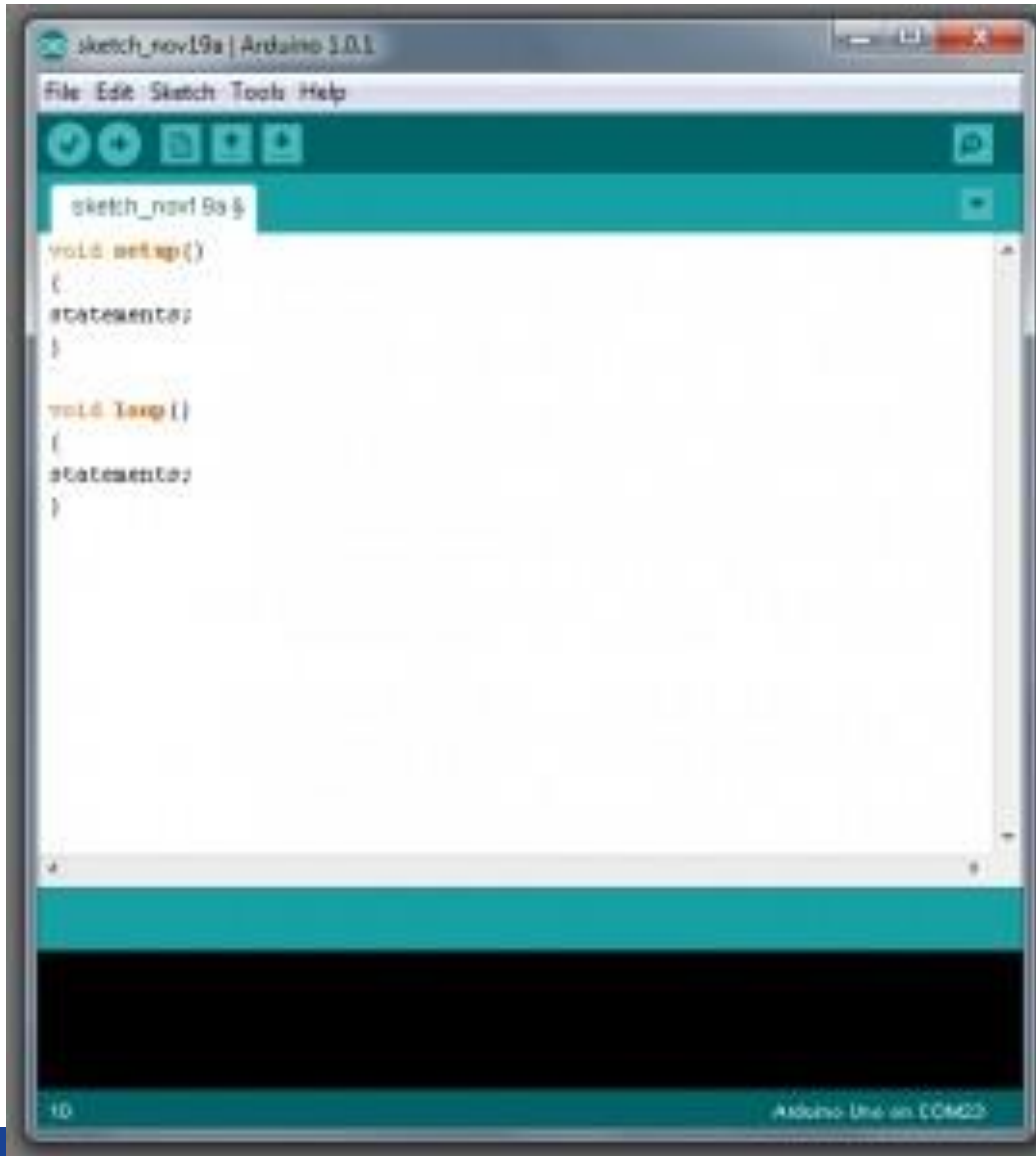 sketch_nov19a | Arduino 1.0.1
File Edit Sketch Tools Help
sketch_nov19a §
void setup()
{
statements;
}
void loop()
{
statements;
}
10
Arduino Uno on COM23